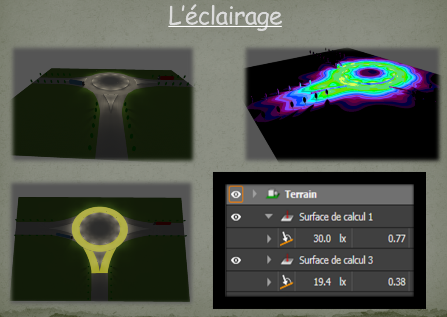 L'éclairage
Terrain
Surface de calcul 1
30.0 lx 0.77
Surface de calcul 3
19.4 lx 0.38